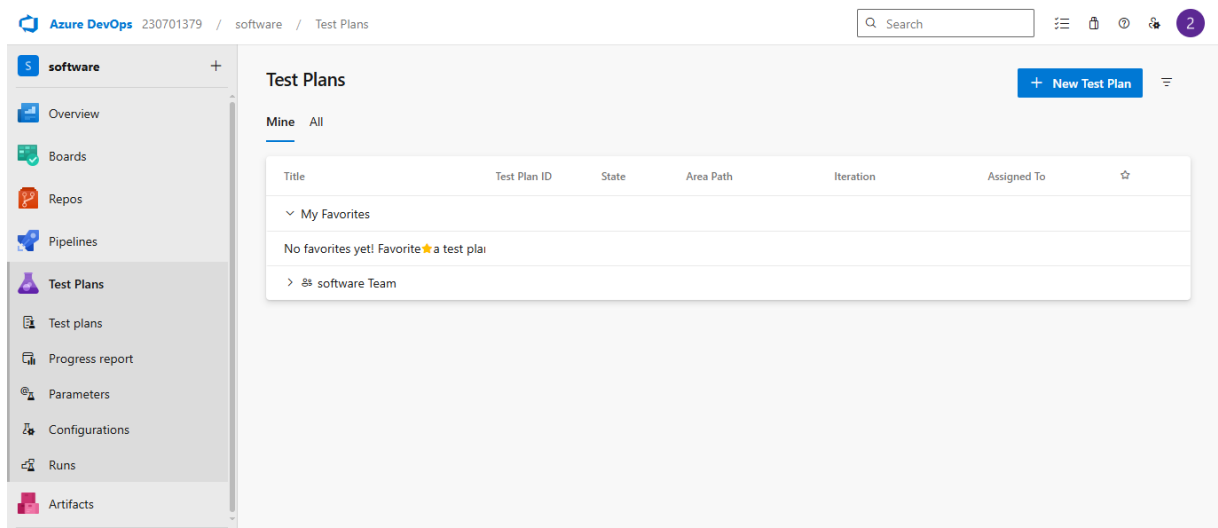 Azure DevOps 230701379 / software / Test Plans
Search
2
S software +
Overview
Boards
Repos
Pipelines
Test Plans
Test plans
Progress report
Parameters
Configurations
Runs
Artifacts
Test Plans
+ New Test Plan
Mine All
Title Test Plan ID State Area Path Iteration Assigned To
My Favorites
No favorites yet! Favorite⭐a test plan
software Team